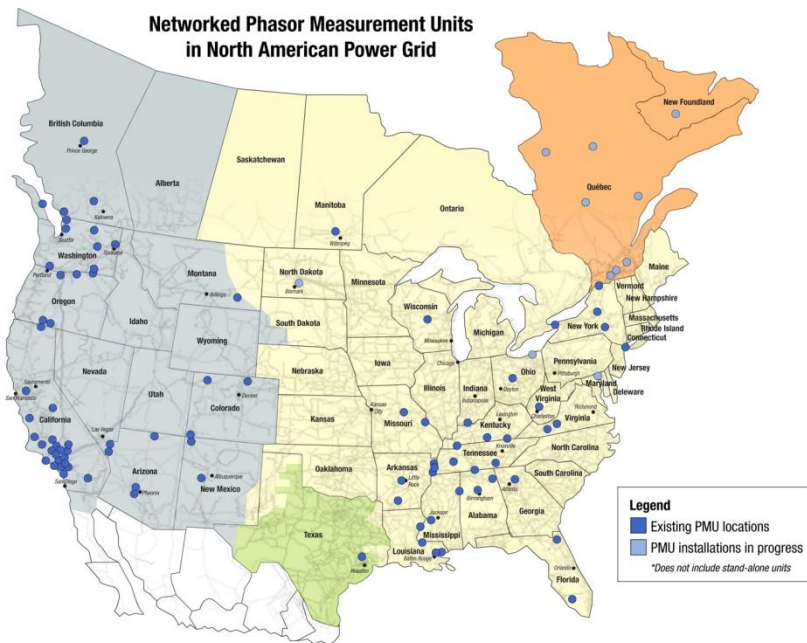 Networked Phasor Measurement Units
in North American Power Grid
British Columbia
Prince George
Alberta
Saskatchewan
Manitoba
Winnipeg
Ontario
Québec
New Foundland
Kelowna
Seattle
Washington
Spokane
Portland
Oregon
Montana
Billings
Idaho
Wyoming
North Dakota
Bismark
South Dakota
Minnesota
Wisconsin
Milwaukee
Michigan
Maine
Vermont
New Hampshire
Massachusetts
Rhode Island
Connecticut
New York
Nevada
Utah
Colorado
Denver
Nebraska
Iowa
Chicago
Illinois
Indiana
Indianapolis
Ohio
Dayton
Pennsylvania
Pittsburgh
New Jersey
Maryland
Deleware
Sacramento
San Francisco
California
Las Vegas
San Diego
Arizona
Phoenix
New Mexico
Albuquerque
Kansas
Kansas
City
Missouri
Kentucky
Lexington
West
Virginia
Charleston
Virginia
Richmond
Oaklahoma
Arkansas
Little
Rock
Tennessee
Knoxville
North Carolina
South Carolina
Texas
Houston
Louisiana
Baton Rouge
Jackson
Mississippi
Birmingham
Alabama
Atlanta
Georgia
Orlando
Florida
Legend
Existing PMU locations
PMU installations in progress
*Does not include stand-alone units